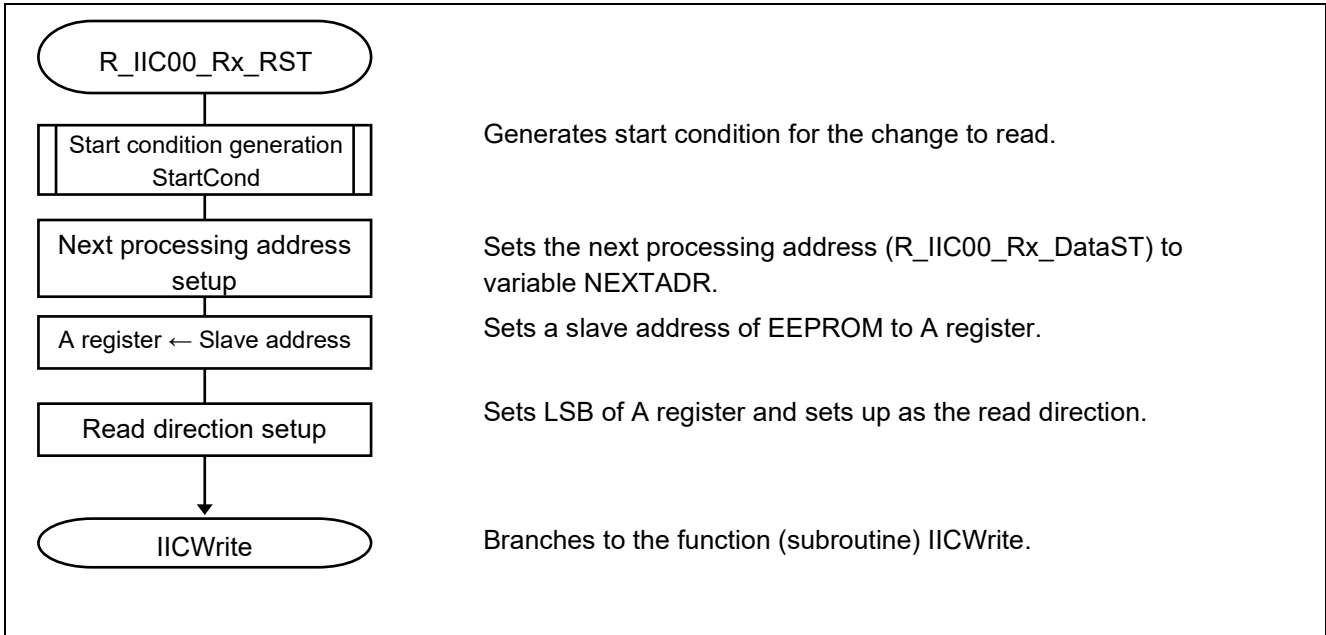 R_IIC00_Rx_RST
Start condition generation
StartCond
Generates start condition for the change to read.
Next processing address
setup
Sets the next processing address (R_IIC00_Rx_DataST) to
variable NEXTADR.
A register ← Slave address
Sets a slave address of EEPROM to A register.
Read direction setup
Sets LSB of A register and sets up as the read direction.
IICWrite
Branches to the function (subroutine) IICWrite.